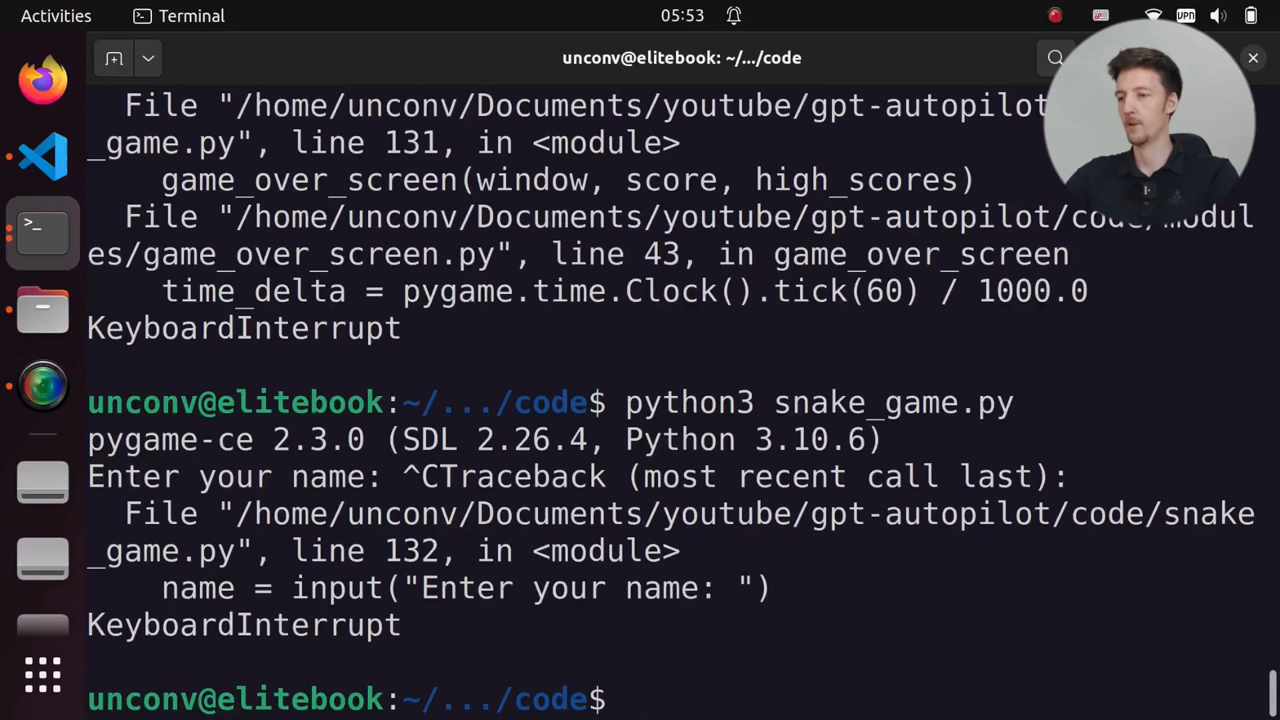 Activities
Terminal
05:53
VPN
unconv@elitebook: ~/.../code
File "/home/unconv/Documents/youtube/gpt-autopilot
_game.py", line 131, in <module>
game_over_screen(window, score, high_scores)
File "/home/unconv/Documents/youtube/gpt-autopilot/code/modul
es/game_over_screen.py", line 43, in game_over_screen
time_delta = pygame.time.Clock().tick(60) / 1000.0
KeyboardInterrupt
unconv@elitebook:~/.../code$ python3 snake_game.py
pygame-ce 2.3.0 (SDL 2.26.4, Python 3.10.6)
Enter your name: ^CTraceback (most recent call last):
File "/home/unconv/Documents/youtube/gpt-autopilot/code/snake
_game.py", line 132, in <module>
name = input("Enter your name: ")
KeyboardInterrupt
unconv@elitebook:~/.../code$